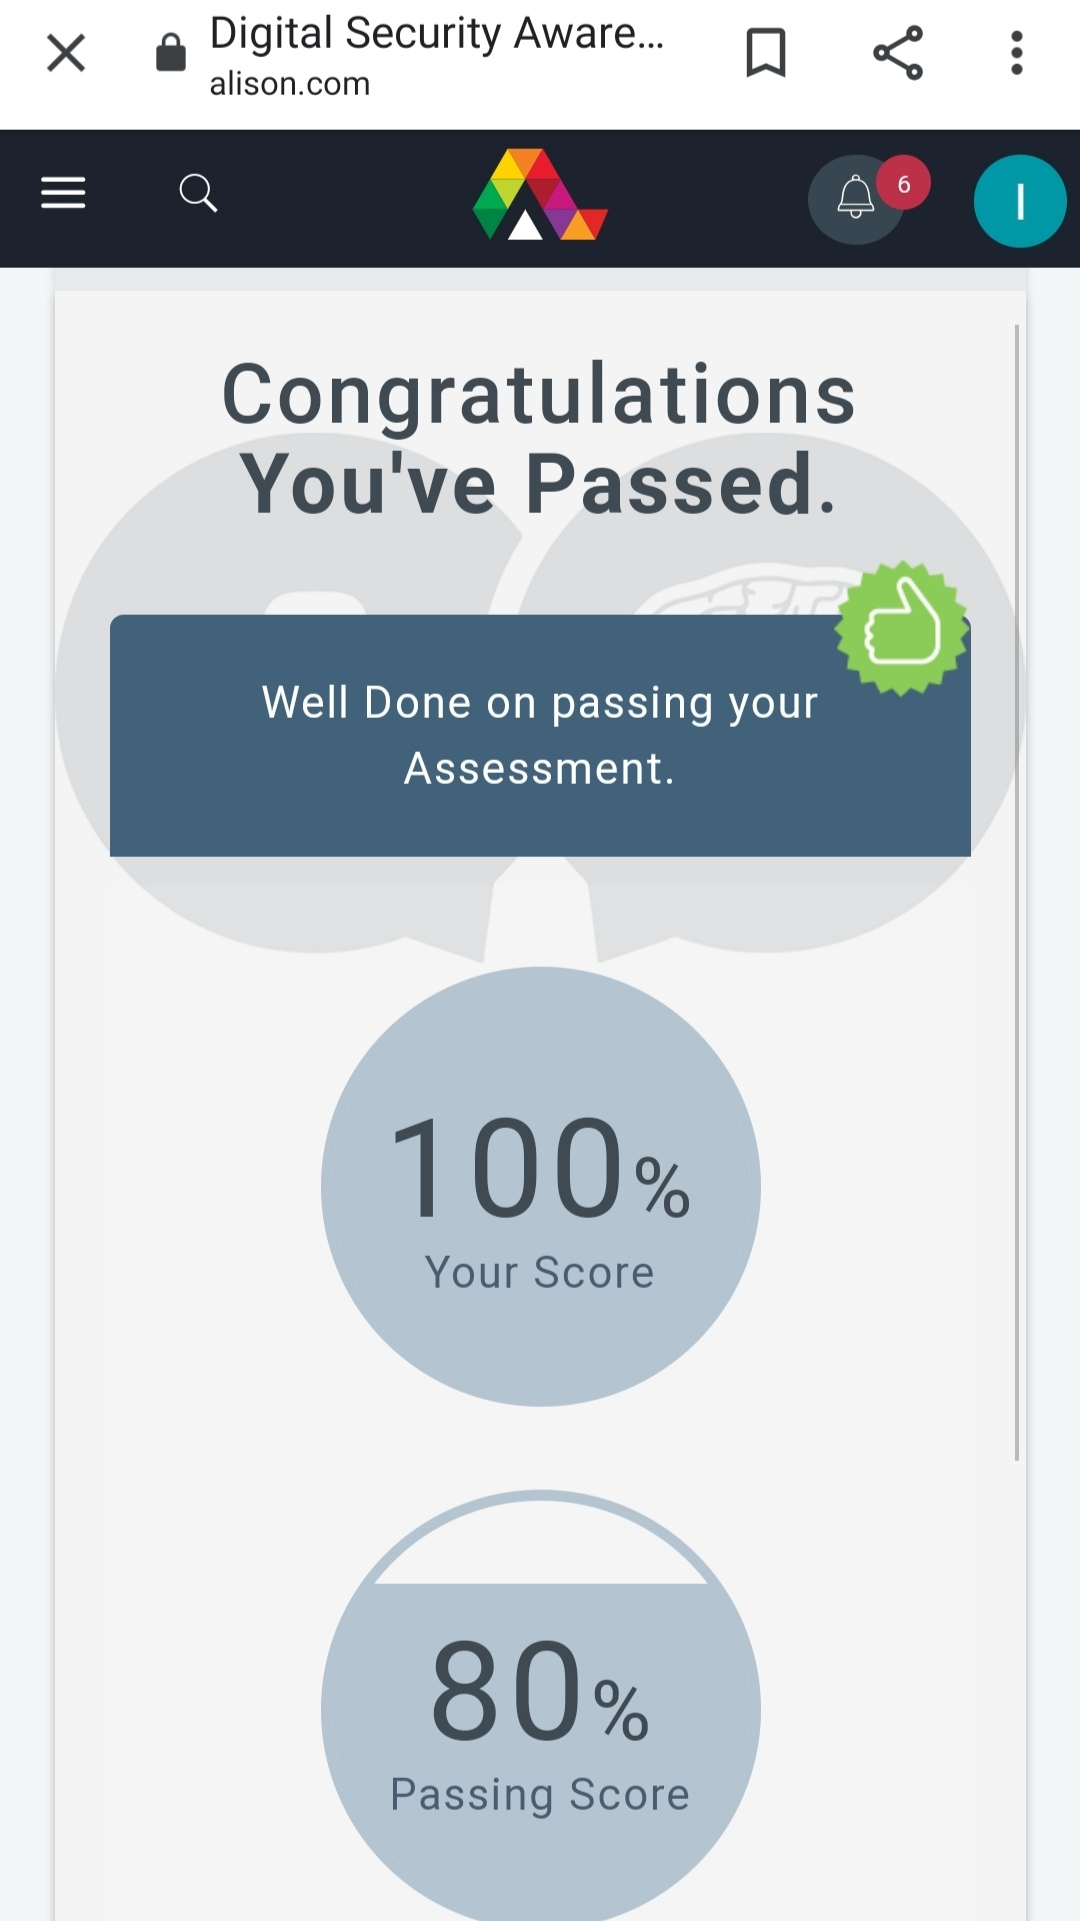 Digital Security Aware...
alison.com
6
I
Congratulations
You've Passed.
Well Done on passing your
Assessment.
100%
Your Score
80%
Passing Score